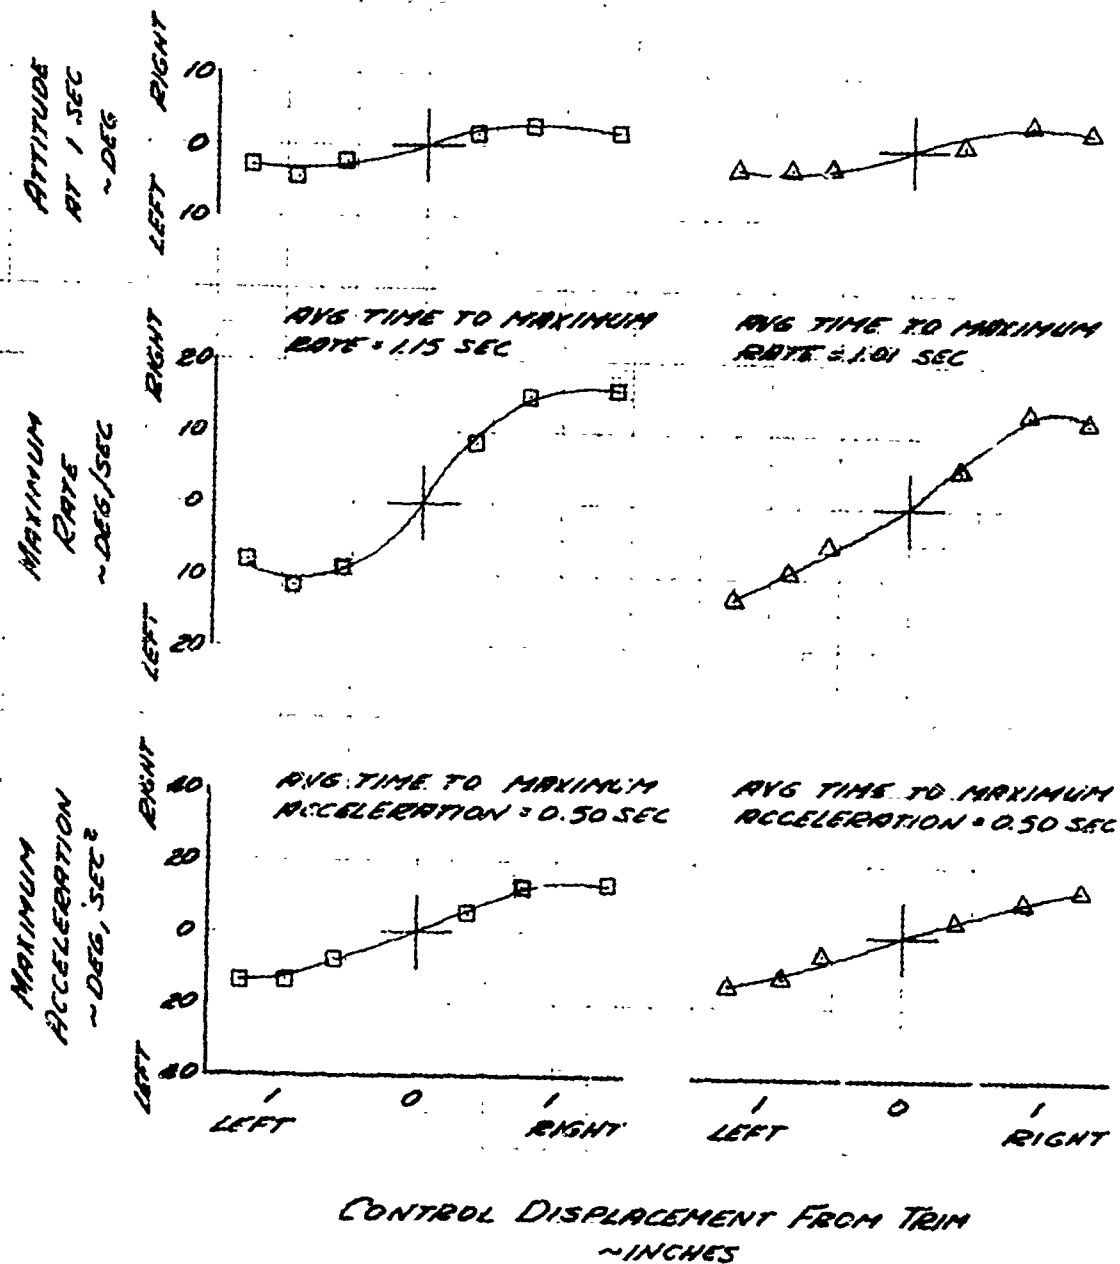 ATTITUDE
AT 1 SEC
~DEG
RIGHT
LEFT
10
0
10
MAXIMUM
RATE
~DEG/SEC
RIGHT
LEFT
20
10
0
10
20
AVG TIME TO MAXIMUM
RATE = 1.15 SEC
AVG TIME TO MAXIMUM
RATE = 1.01 SEC
MAXIMUM
ACCELERATION
~DEG/SEC²
RIGHT
LEFT
40
20
0
20
40
AVG TIME TO MAXIMUM
ACCELERATION = 0.50 SEC
AVG TIME TO MAXIMUM
ACCELERATION = 0.50 SEC
1 0 1
LEFT RIGHT
1 0 1
LEFT RIGHT
CONTROL DISPLACEMENT FROM TRIM
~INCHES